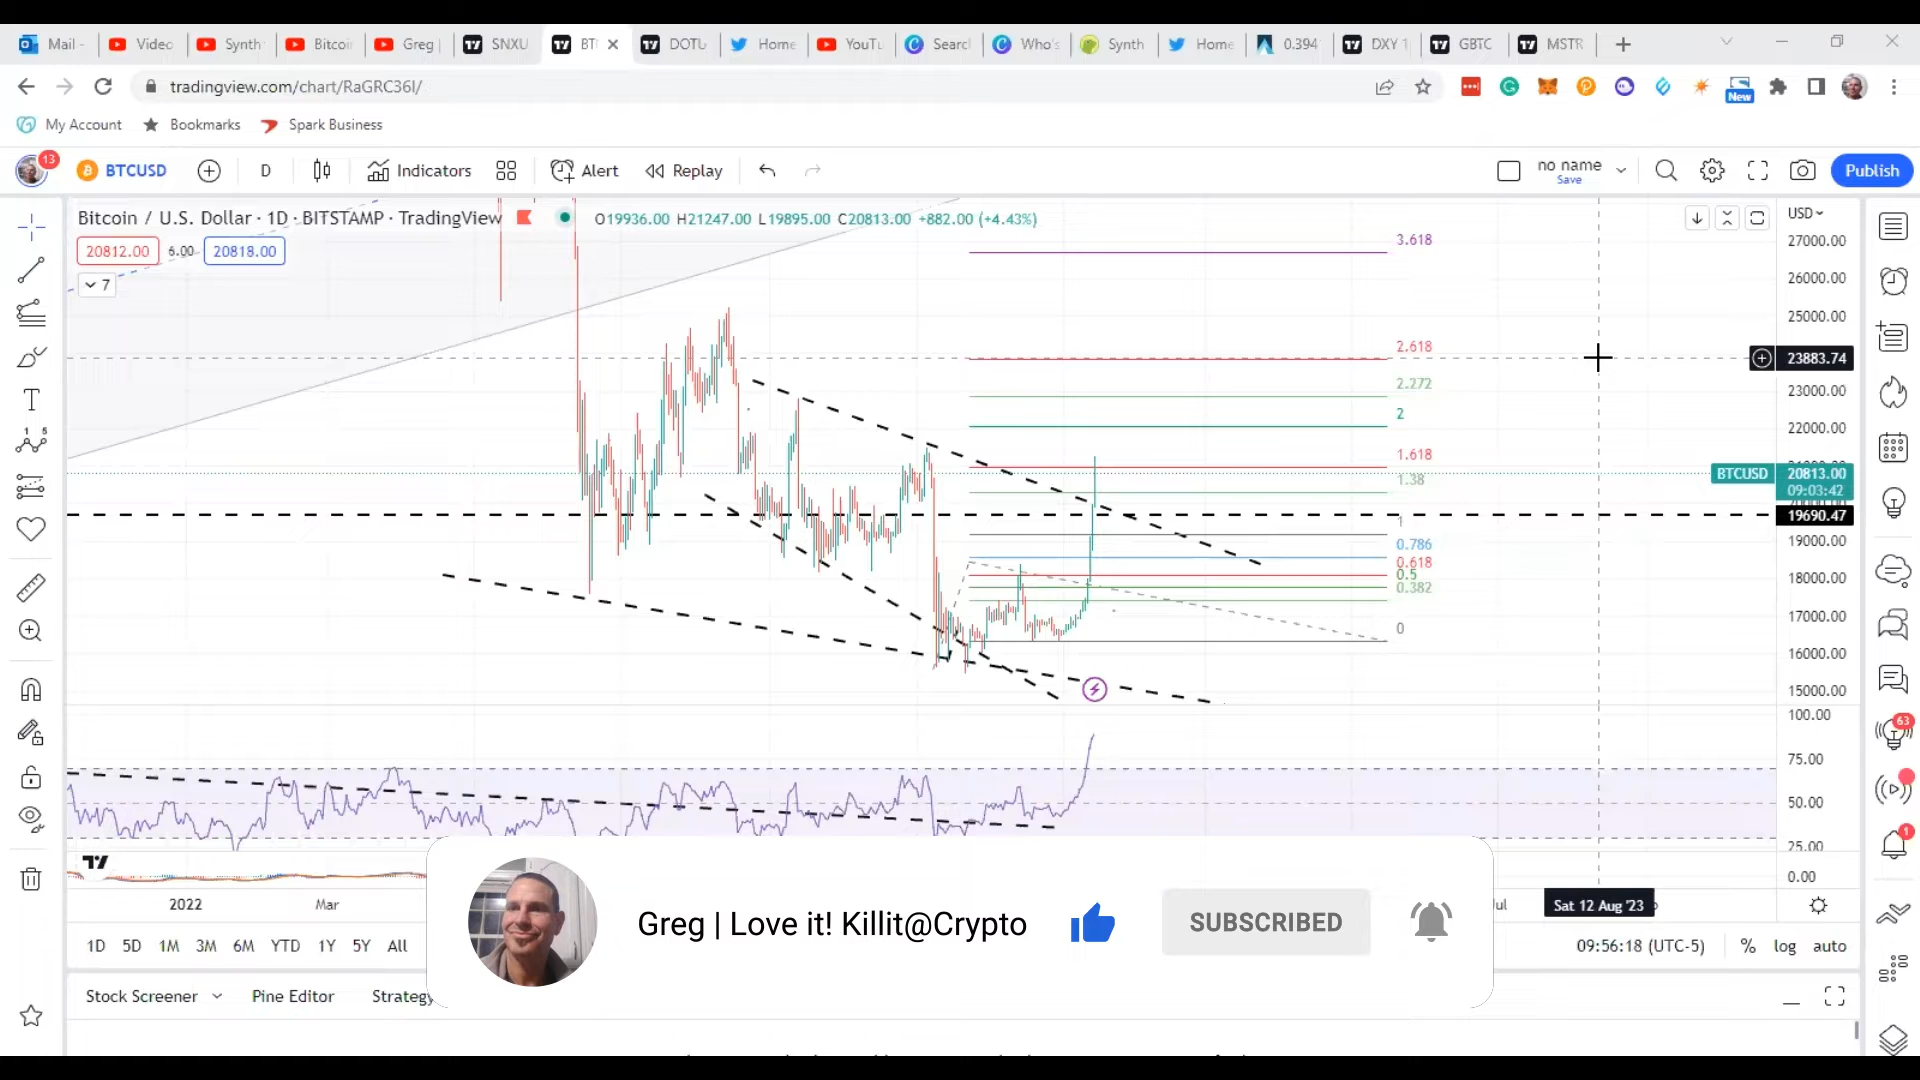 Mail -
Video
Synth
Bitcoi
Greg |
SNXU
BT
DOTU
Home
YouTu
Searc
Who's
Synth
Home
0.394
DXY 1
GBTC
MSTR
tradingview.com/chart/RaGRC36I/
New
My Account
Bookmarks
Spark Business
13
BTCUSD
D
Indicators
Alert
Replay
no name
Save
Publish
Bitcoin / U.S. Dollar · 1D · BITSTAMP · TradingView
O19936.00 H21247.00 L19895.00 C20813.00 +882.00 (+4.43%)
USD
20812.00
6.00
20818.00
7
3.618
2.618
2.272
2
1.618
1.38
1
0.786
0.618
0.5
0.382
0
27000.00
26000.00
25000.00
23883.74
23000.00
22000.00
BTCUSD
20813.00
09:03:42
19690.47
19000.00
18000.00
17000.00
16000.00
15000.00
100.00
75.00
50.00
25.00
0.00
63
1
2022
Mar
Sat 12 Aug '23
1D
5D
1M
3M
6M
YTD
1Y
5Y
All
09:56:18 (UTC-5)
%
log
auto
Greg | Love it! Killit@Crypto
SUBSCRIBED
Stock Screener
Pine Editor
Strategy